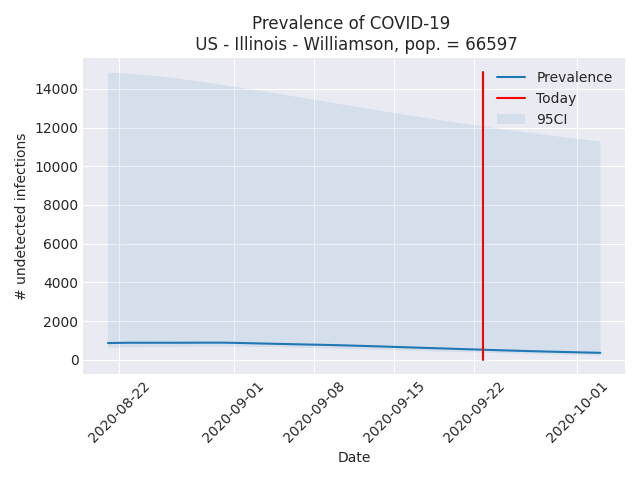 Prevalence of COVID-19
US - Illinois - Williamson, pop. = 66597
Prevalence
Today
95CI
# undetected infections
14000
12000
10000
8000
6000
4000
2000
0
2020-08-22
2020-09-01
2020-09-08
2020-09-15
2020-09-22
2020-10-01
Date